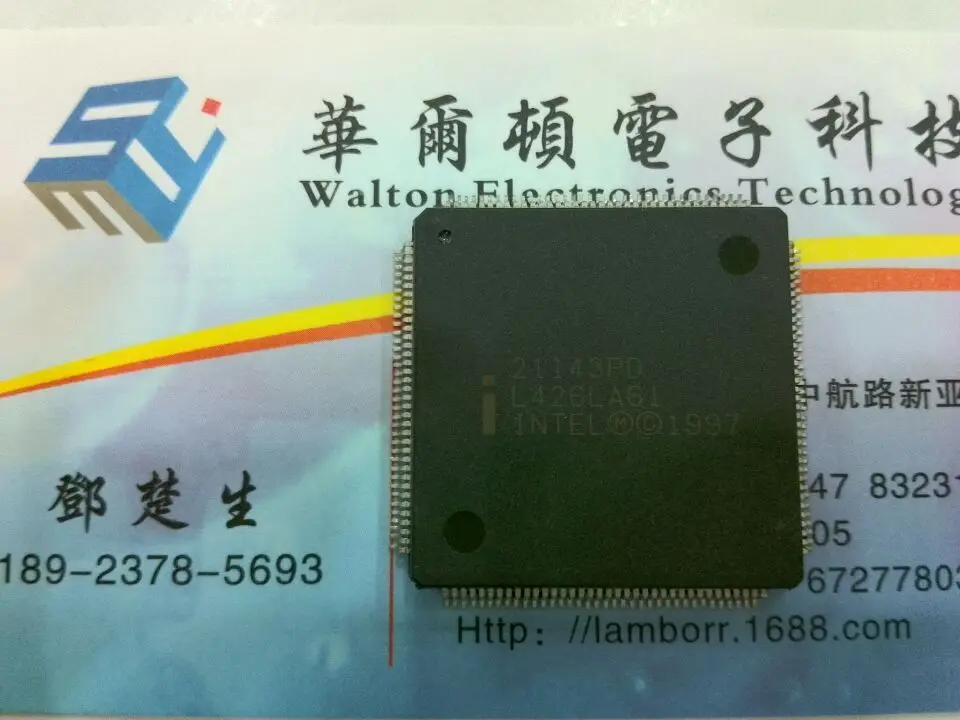 華爾頓電子科技
Walton Electronics Technolog
21143PD
L426LA61
INTELⓂ©1997
中航路新亚
鄧楚生
47 83231
05
189-2378-5693
67277803
Http: //lamborr.1688.com